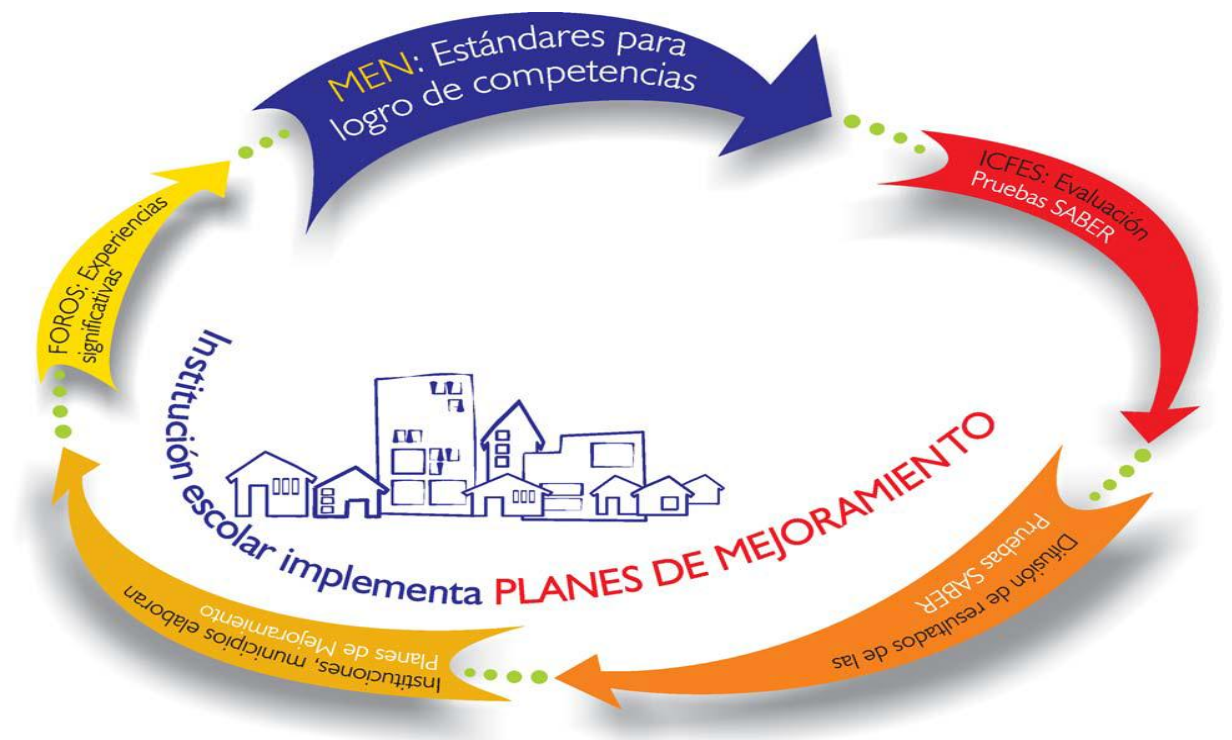 MEN: Estándares para
logro de competencias
ICFES: Evaluación
Pruebas SABER
Difusión de resultados de las
Pruebas SABER
Instituciones, municipios elaboran
Planes de Mejoramiento
FOROS: Experiencias
significativas
Institución escolar implementa PLANES DE MEJORAMIENTO